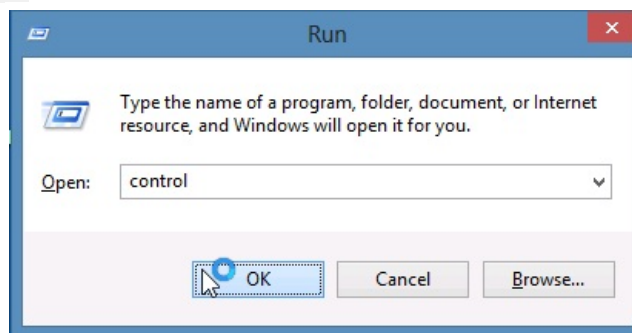 Run
Type the name of a program, folder, document, or Internet
resource, and Windows will open it for you.
Open: control
OK Cancel Browse...